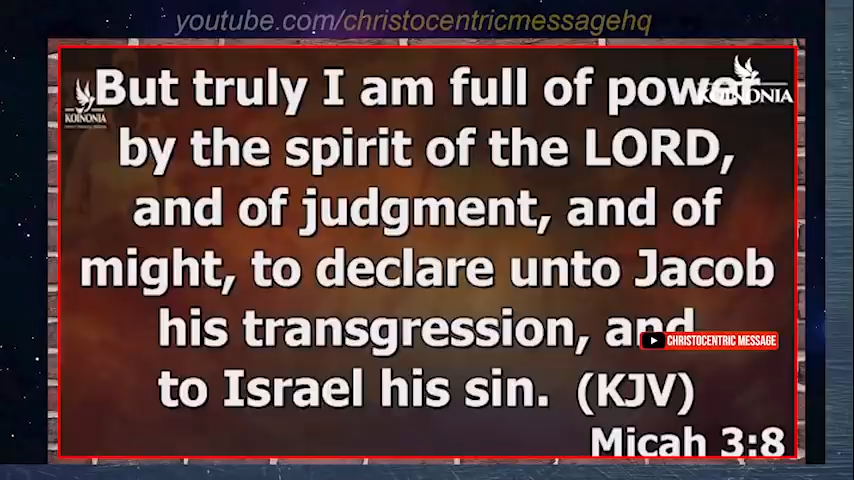 youtube.com/christocentricmessagehq
But truly I am full of power
by the spirit of the LORD,
and of judgment, and of
might, to declare unto Jacob
his transgression, and
to Israel his sin. (KJV)
Micah 3:8
KOINONIA
KOINONIA
CHRISTOCENTRIC MESSAGE